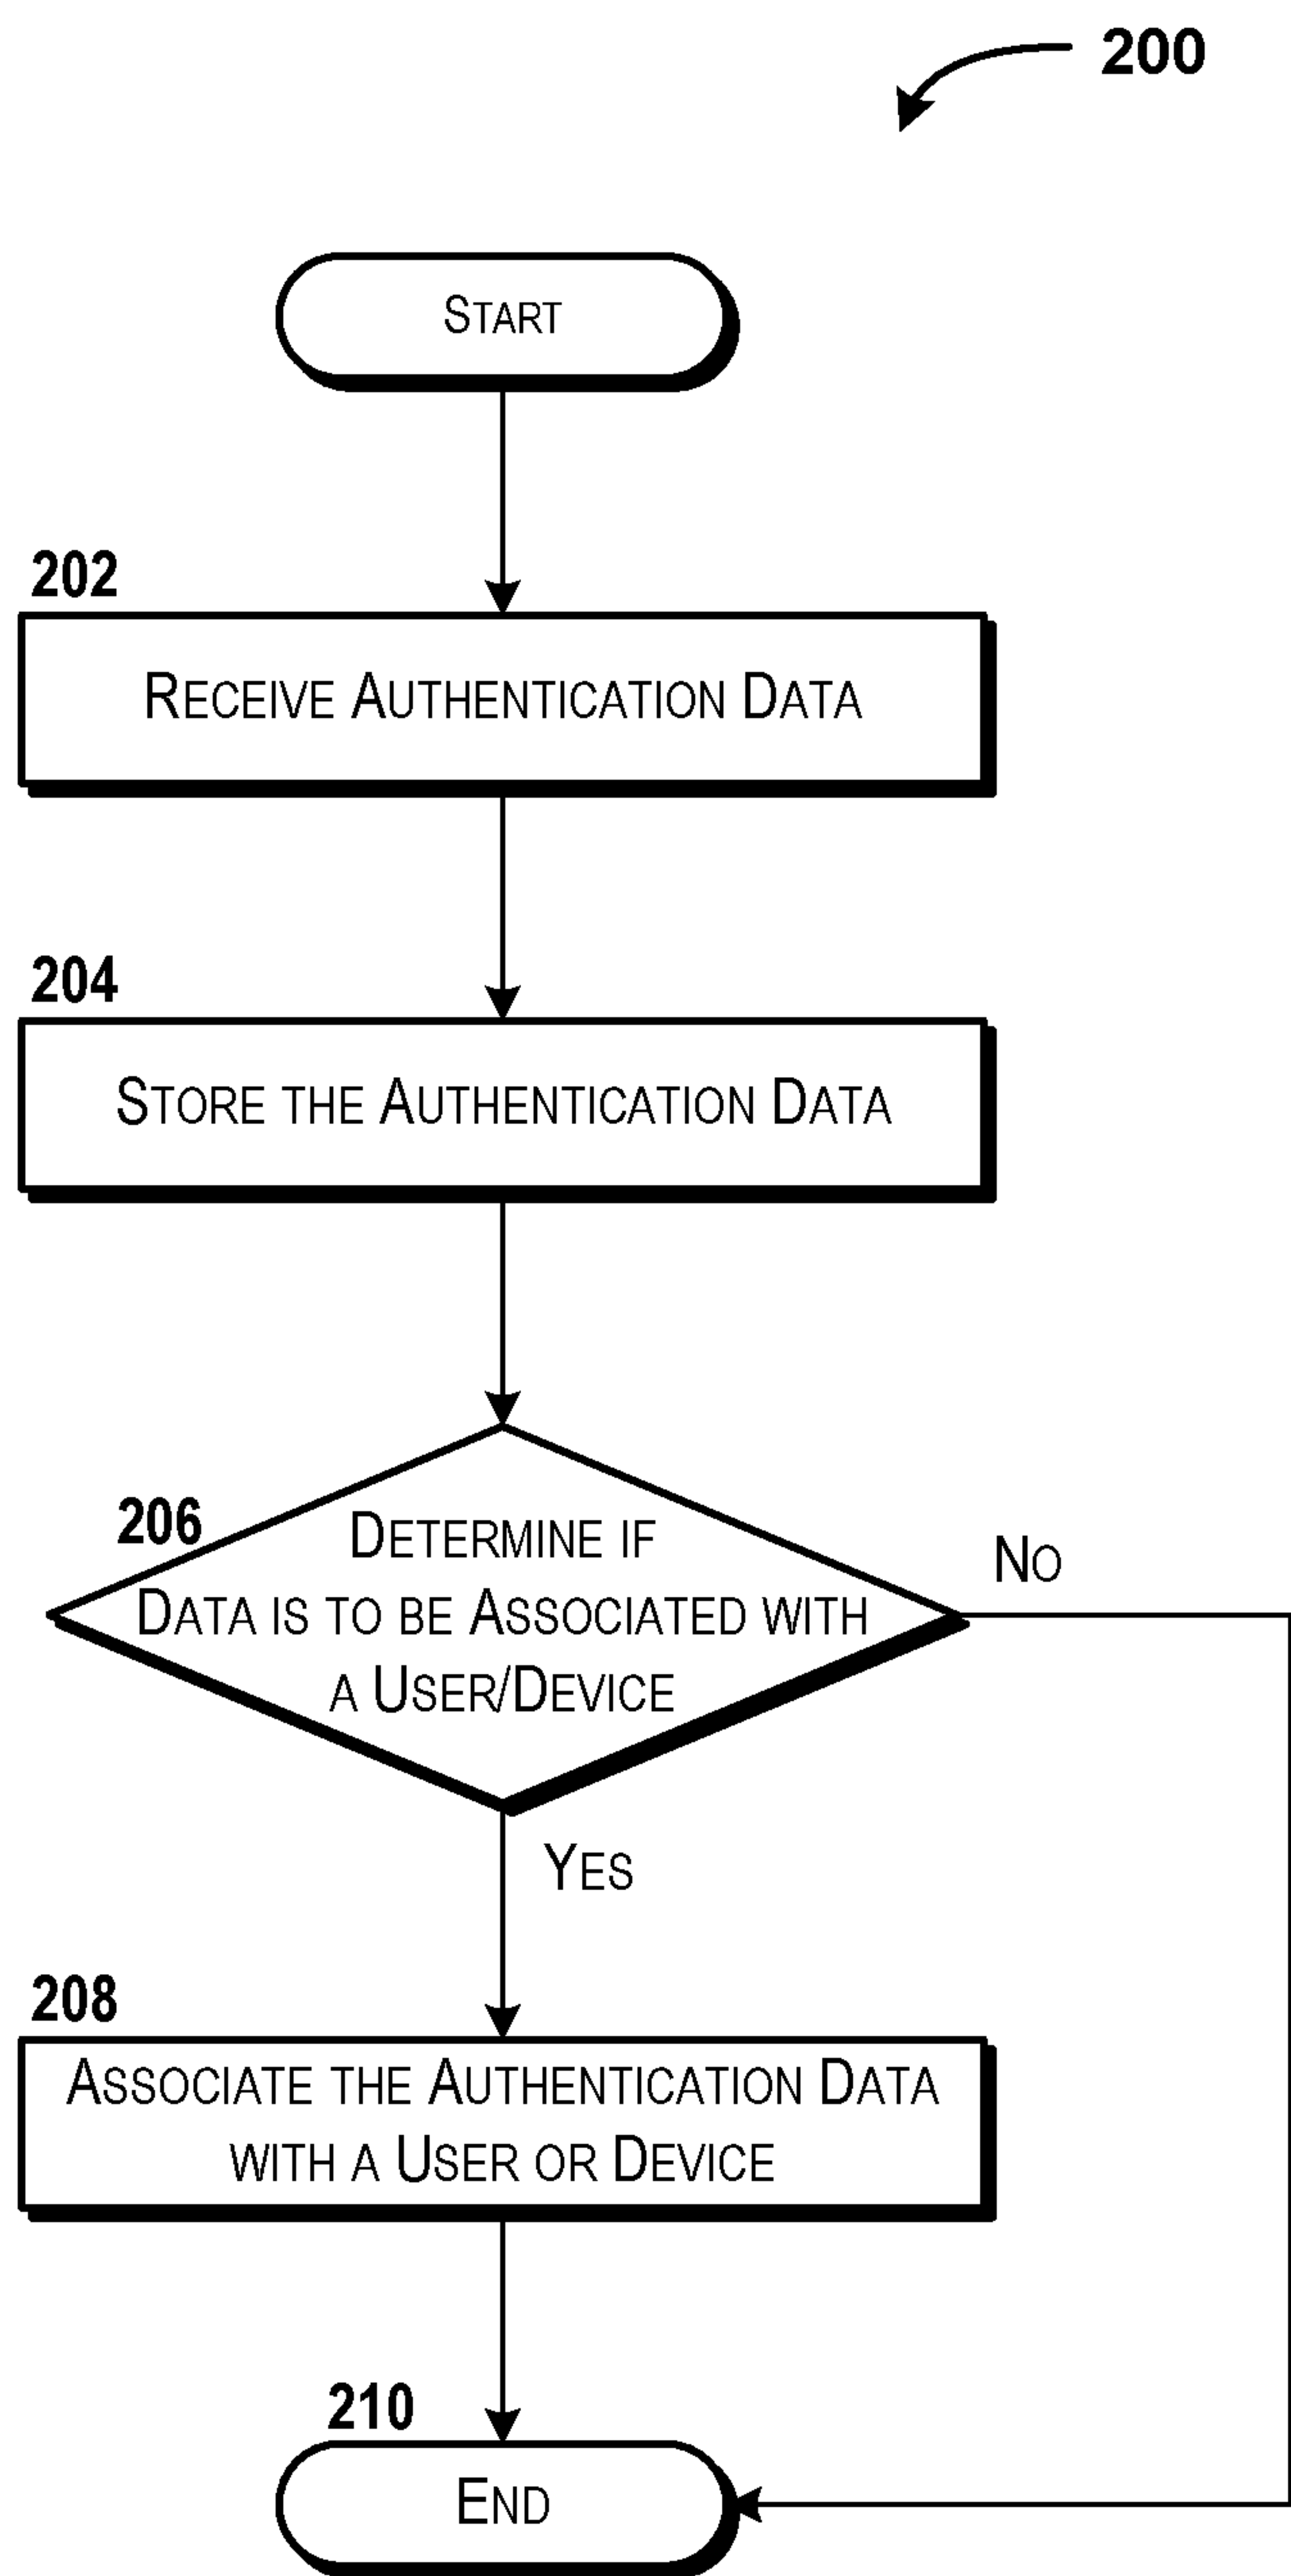 200
Start
202
Receive Authentication Data
204
Store the Authentication Data
206
Determine if
Data is to be Associated with
a User/Device
No
Yes
208
Associate the Authentication Data
with a User or Device
210
End